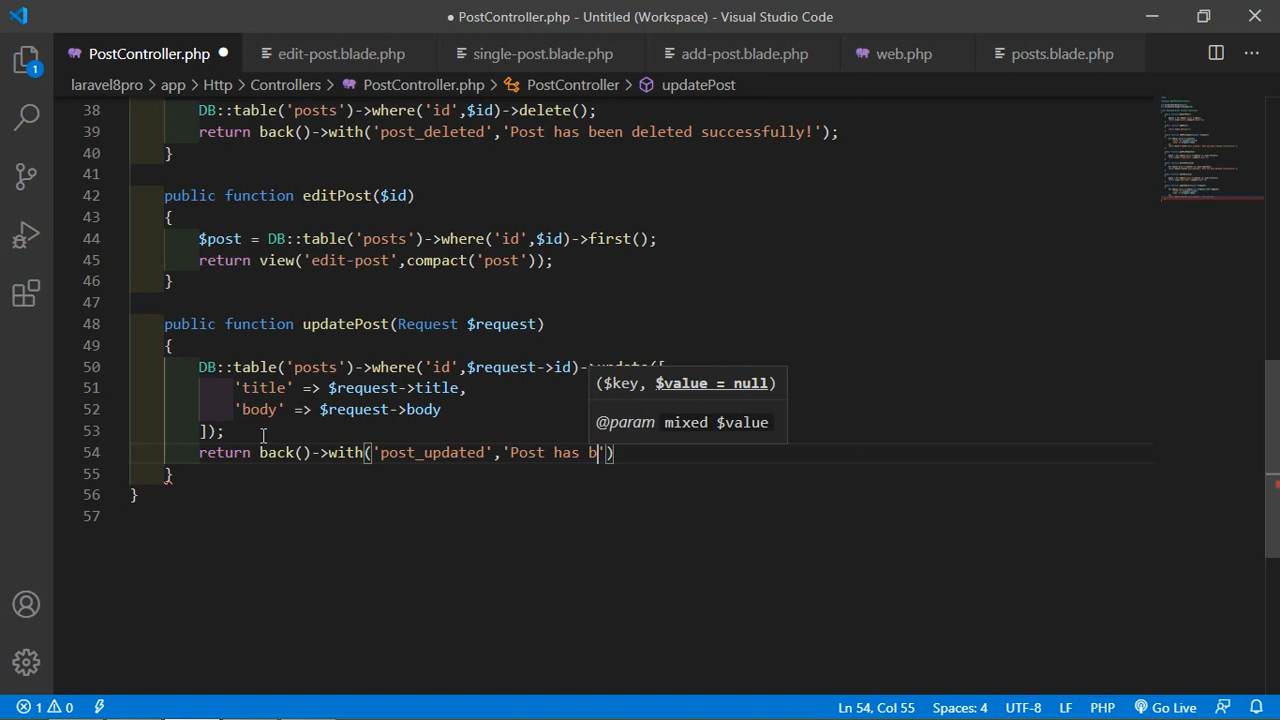 PostController.php - Untitled (Workspace) - Visual Studio Code
PostController.php edit-post.blade.php single-post.blade.php add-post.blade.php web.php posts.blade.php
laravel8pro > app > Http > Controllers > PostController.php > PostController > updatePost
38 DB::table('posts')->where('id',$id)->delete();
39 return back()->with('post_deleted','Post has been deleted successfully!');
40 }
41
42 public function editPost($id)
43 {
44 $post = DB::table('posts')->where('id',$id)->first();
45 return view('edit-post',compact('post'));
46 }
47
48 public function updatePost(Request $request)
49 {
50 DB::table('posts')->where('id',$request->id)->update([
51 'title' => $request->title,
($key, $value = null)
52 'body' => $request->body
@param mixed $value
53 ]);
54 return back()->with('post_updated','Post has b')
55 }
56 }
57
1
1 0 Ln 54, Col 55 Spaces: 4 UTF-8 LF PHP Go Live